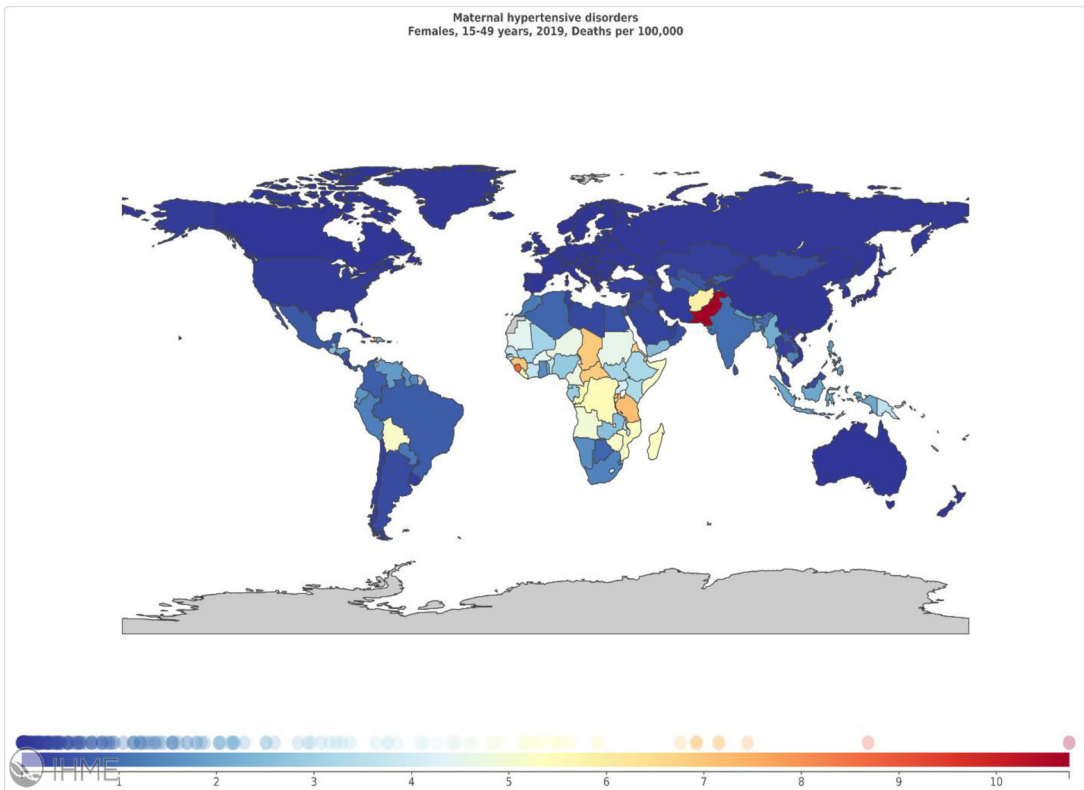 Maternal hypertensive disorders
Females, 15-49 years, 2019, Deaths per 100,000
IHME
1 2 3 4 5 6 7 8 9 10